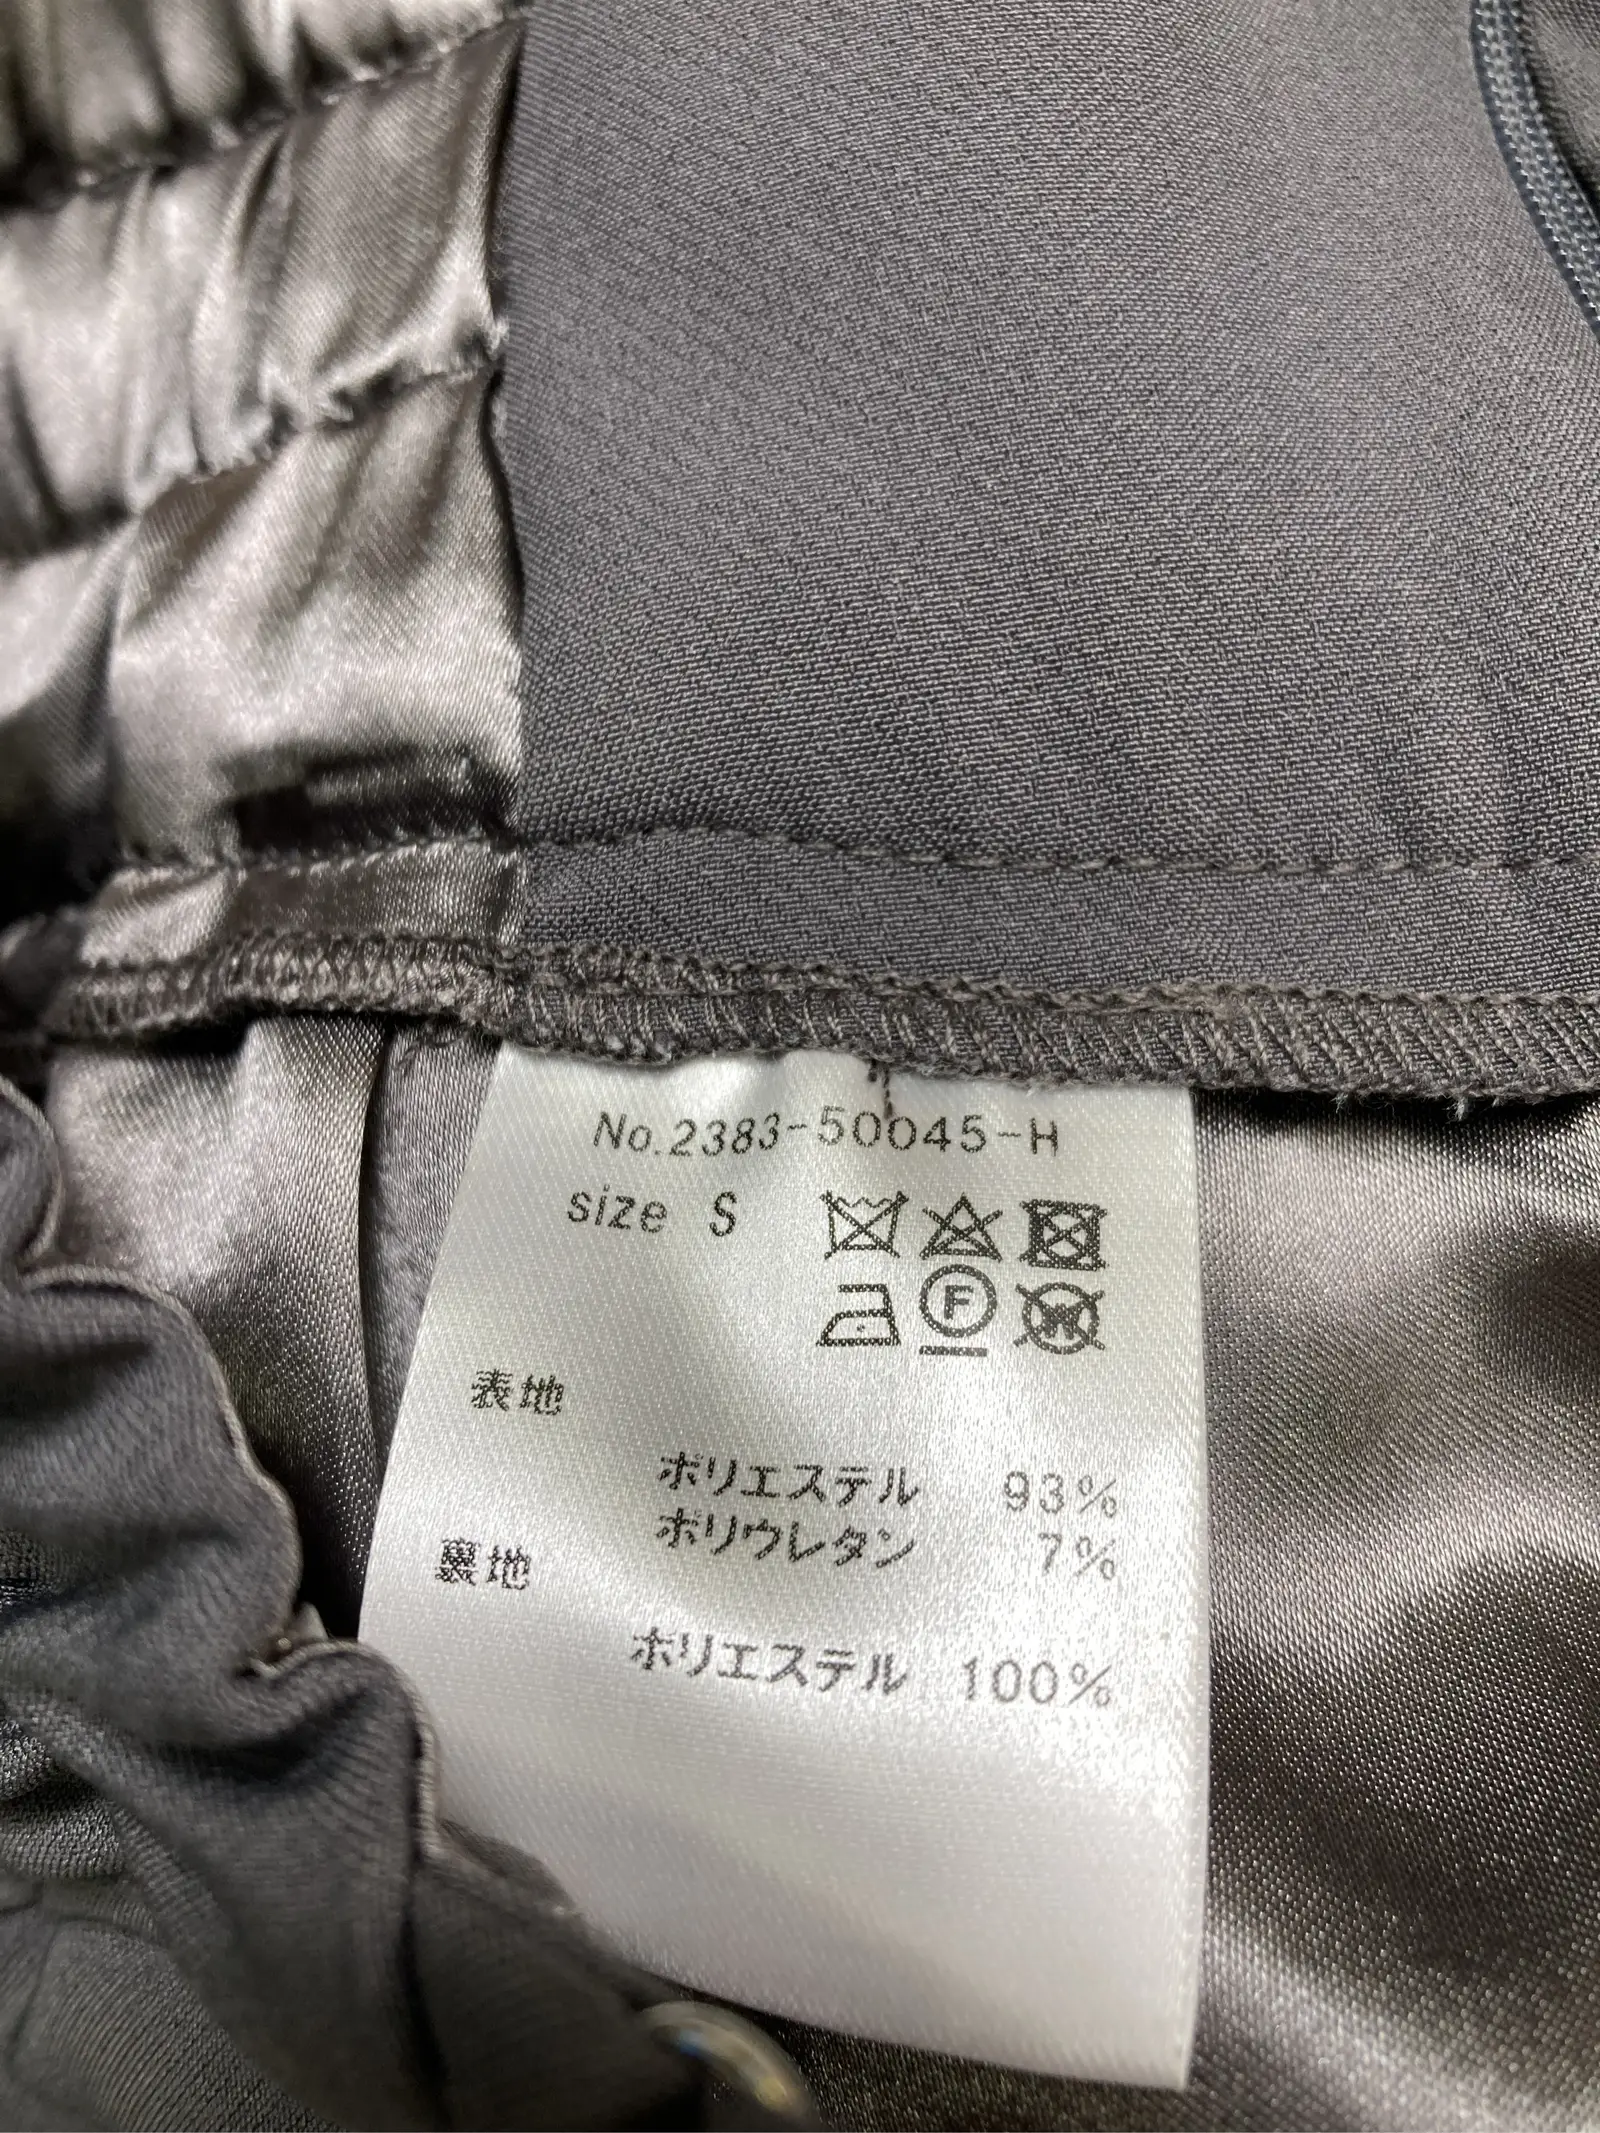 No.2383-50045-H
size S
F
W
表地
ポリエステル 93%
ポリウレタン 7%
裏地
ポリエステル 100%